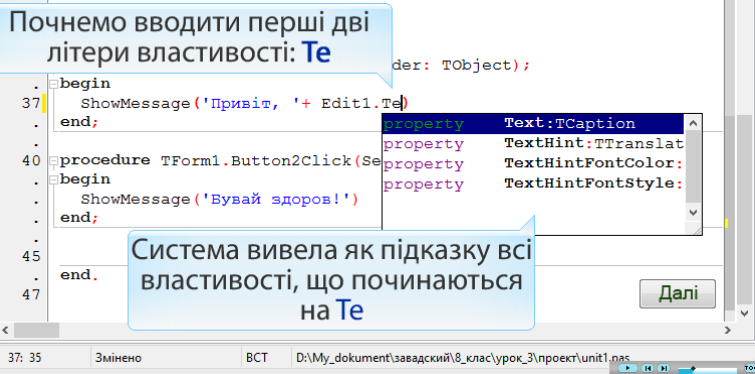 Почнемо вводити перші дві
літери властивості: Te
der: TObject);
begin
37 ShowMessage('Привіт, '+ Edit1.Te)
end;
property Text:TCaption
property TextHint:TTranslat
property TextHintFontColor:
property TextHintFontStyle:
40 procedure TForm1.Button2Click(Se
begin
ShowMessage('Бувай здоров!')
end;
Система вивела як підказку всі
властивості, що починаються
на Te
45
end.
47
Далі
37: 35 Змінено ВСТ D:\My_dokument\завадский\8_клас\урок_3\проект\unit1.pas